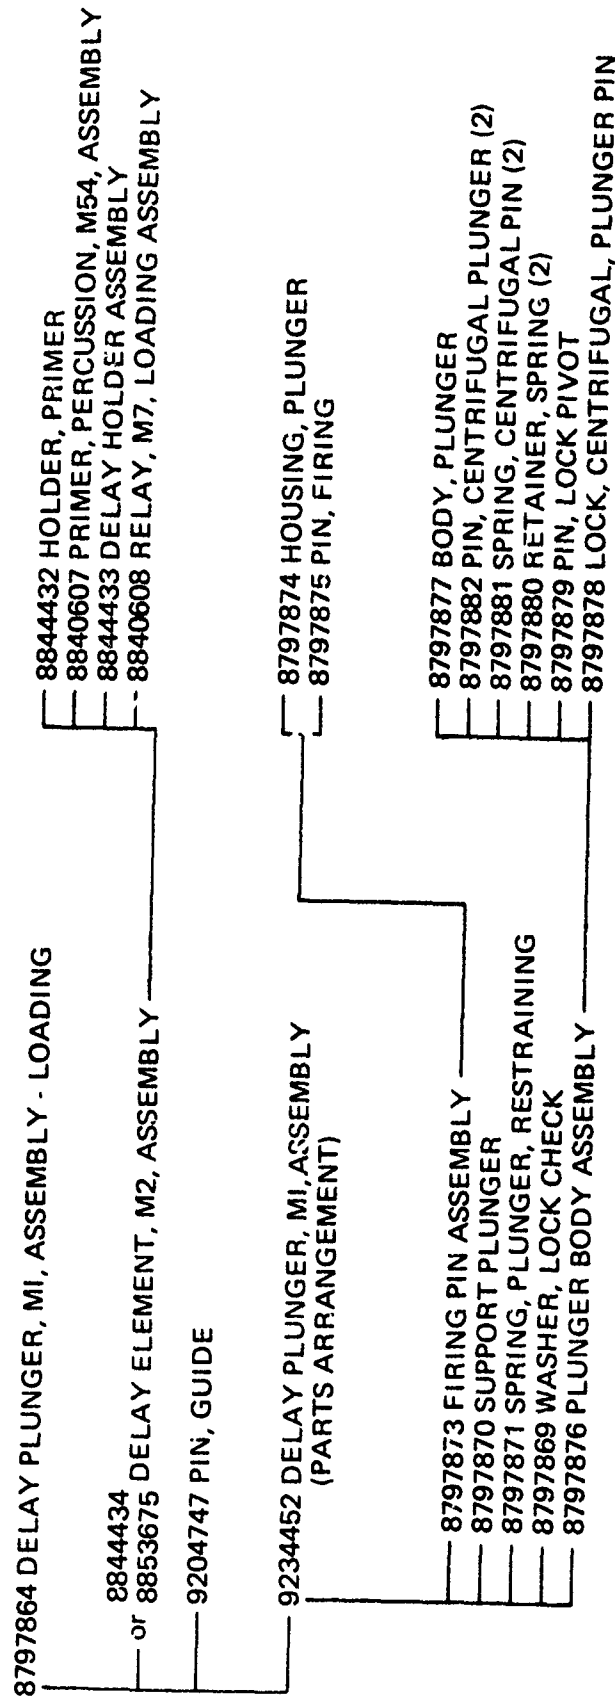 8797864 DELAY PLUNGER, MI, ASSEMBLY - LOADING
8844434
or 8853675 DELAY ELEMENT, M2, ASSEMBLY
8844432 HOLDER, PRIMER
8840607 PRIMER, PERCUSSION, M54, ASSEMBLY
8844433 DELAY HOLDER ASSEMBLY
8840608 RELAY, M7, LOADING ASSEMBLY
9204747 PIN, GUIDE
9234452 DELAY PLUNGER, MI, ASSEMBLY
(PARTS ARRANGEMENT)
8797873 FIRING PIN ASSEMBLY
8797874 HOUSING, PLUNGER
8797875 PIN, FIRING
8797870 SUPPORT PLUNGER
8797871 SPRING, PLUNGER, RESTRAINING
8797869 WASHER, LOCK CHECK
8797876 PLUNGER BODY ASSEMBLY
8797877 BODY, PLUNGER
8797882 PIN, CENTRIFUGAL PLUNGER (2)
8797881 SPRING, CENTRIFUGAL PIN (2)
8797880 RETAINER, SPRING (2)
8797879 PIN, LOCK PIVOT
8797878 LOCK, CENTRIFUGAL, PLUNGER PIN